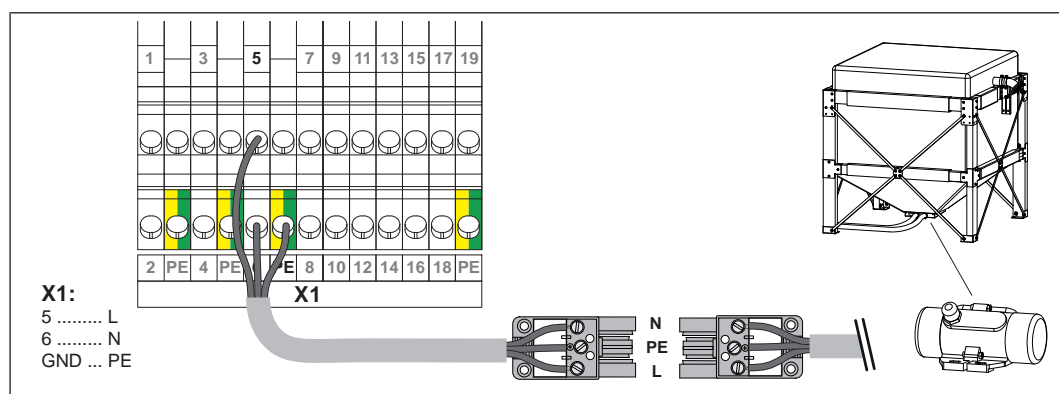 1 3 5 7 9 11 13 15 17 19
2 PE 4 PE PE 8 10 12 14 16 18 PE
X1
X1:
5 ......... L
6 ......... N
GND ... PE
N
PE
L